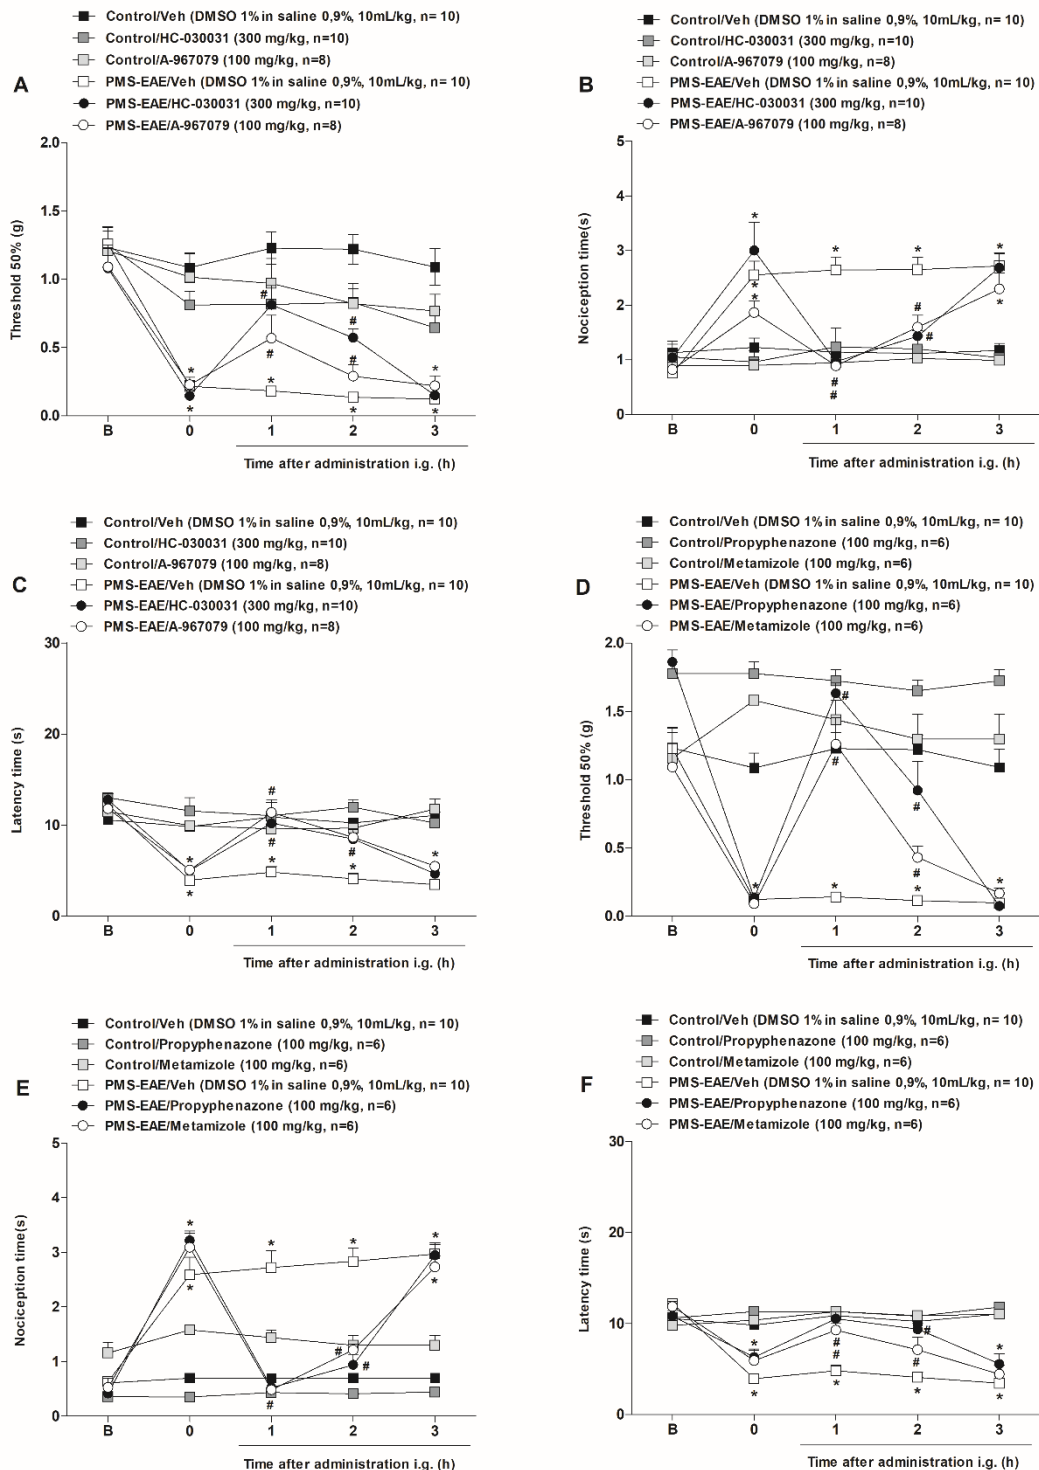 Control/Veh (DMSO 1% in saline 0,9%, 10mL/kg, n= 10)
Control/HC-030031 (300 mg/kg, n=10)
Control/A-967079 (100 mg/kg, n=8)
PMS-EAE/Veh (DMSO 1% in saline 0,9%, 10mL/kg, n= 10)
PMS-EAE/HC-030031 (300 mg/kg, n=10)
PMS-EAE/A-967079 (100 mg/kg, n=8)
A
Threshold 50% (g)
2.0
1.5
1.0
0.5
0.0
#
#
#
#
*
*
*
*
*
*
B 0 1 2 3
Time after administration i.g. (h)
Control/Veh (DMSO 1% in saline 0,9%, 10mL/kg, n= 10)
Control/HC-030031 (300 mg/kg, n=10)
Control/A-967079 (100 mg/kg, n=8)
PMS-EAE/Veh (DMSO 1% in saline 0,9%, 10mL/kg, n= 10)
PMS-EAE/HC-030031 (300 mg/kg, n=10)
PMS-EAE/A-967079 (100 mg/kg, n=8)
B
Nociception time(s)
5
4
3
2
1
0
*
*
*
*
*
*
*
#
#
#
#
B 0 1 2 3
Time after administration i.g. (h)
Control/Veh (DMSO 1% in saline 0,9%, 10mL/kg, n= 10)
Control/HC-030031 (300 mg/kg, n=10)
Control/A-967079 (100 mg/kg, n=8)
PMS-EAE/Veh (DMSO 1% in saline 0,9%, 10mL/kg, n= 10)
PMS-EAE/HC-030031 (300 mg/kg, n=10)
PMS-EAE/A-967079 (100 mg/kg, n=8)
C
Latency time (s)
30
20
10
0
#
#
#
*
*
*
*
*
B 0 1 2 3
Time after administration i.g. (h)
Control/Veh (DMSO 1% in saline 0,9%, 10mL/kg, n= 10)
Control/Propyphenazone (100 mg/kg, n=6)
Control/Metamizole (100 mg/kg, n=6)
PMS-EAE/Veh (DMSO 1% in saline 0,9%, 10mL/kg, n= 10)
PMS-EAE/Propyphenazone (100 mg/kg, n=6)
PMS-EAE/Metamizole (100 mg/kg, n=6)
D
Threshold 50% (g)
2.0
1.5
1.0
0.5
0.0
#
#
#
#
*
*
*
*
B 0 1 2 3
Time after administration i.g. (h)
Control/Veh (DMSO 1% in saline 0,9%, 10mL/kg, n= 10)
Control/Propyphenazone (100 mg/kg, n=6)
Control/Metamizole (100 mg/kg, n=6)
PMS-EAE/Veh (DMSO 1% in saline 0,9%, 10mL/kg, n= 10)
PMS-EAE/Propyphenazone (100 mg/kg, n=6)
PMS-EAE/Metamizole (100 mg/kg, n=6)
E
Nociception time(s)
5
4
3
2
1
0
*
*
*
*
*
*
#
#
#
B 0 1 2 3
Time after administration i.g. (h)
Control/Veh (DMSO 1% in saline 0,9%, 10mL/kg, n= 10)
Control/Propyphenazone (100 mg/kg, n=6)
Control/Metamizole (100 mg/kg, n=6)
PMS-EAE/Veh (DMSO 1% in saline 0,9%, 10mL/kg, n= 10)
PMS-EAE/Propyphenazone (100 mg/kg, n=6)
PMS-EAE/Metamizole (100 mg/kg, n=6)
F
Latency time (s)
30
20
10
0
*
#
#
#
#
*
*
*
*
*
B 0 1 2 3
Time after administration i.g. (h)